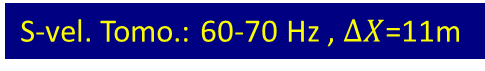 S-vel. Tomo.: 60-70 Hz , ΔX=11m